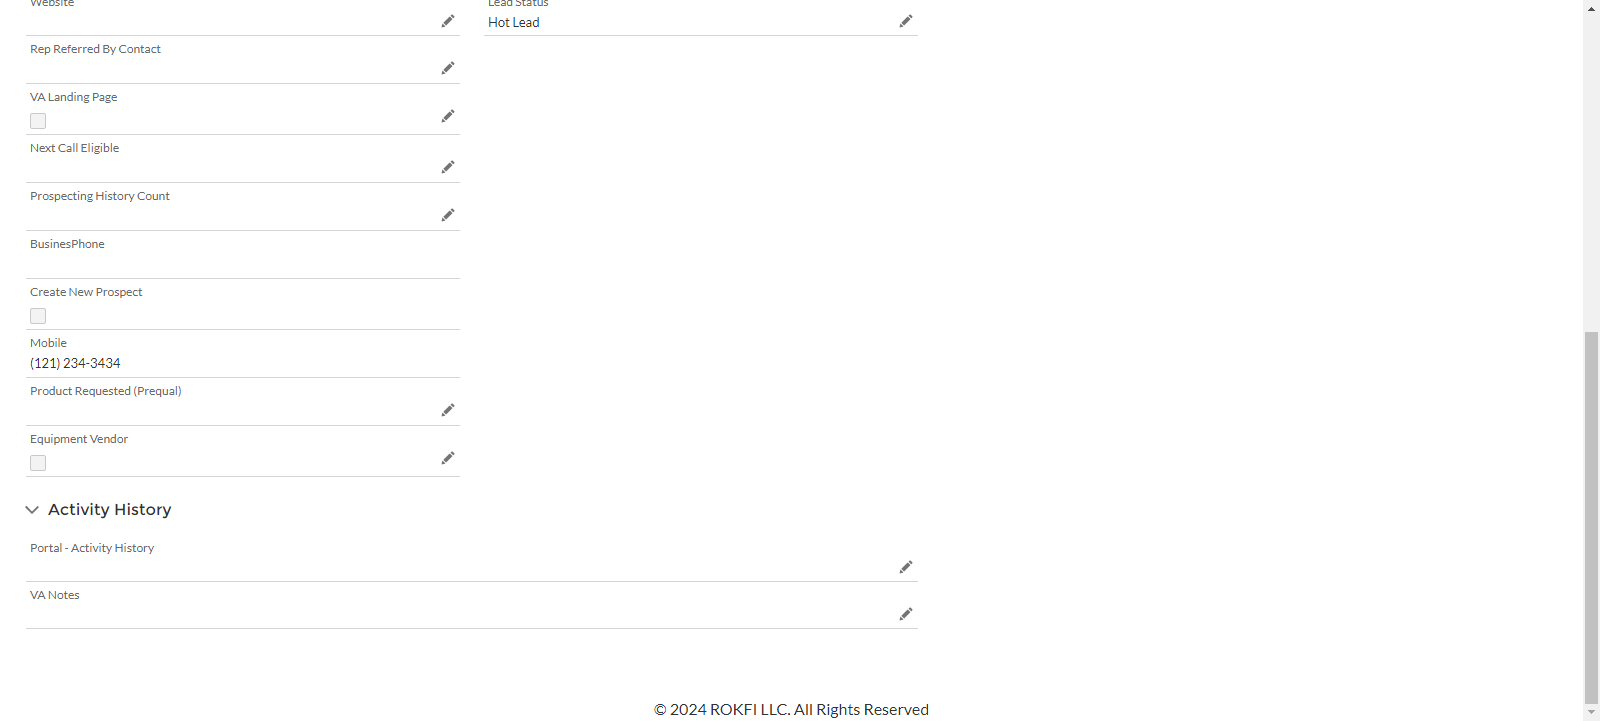 Website
Lead Status
Hot Lead
Rep Referred By Contact
VA Landing Page
Next Call Eligible
Prospecting History Count
BusinesPhone
Create New Prospect
Mobile
(121) 234-3434
Product Requested (Prequal)
Equipment Vendor
Activity History
Portal - Activity History
VA Notes
© 2024 ROKFI LLC. All Rights Reserved